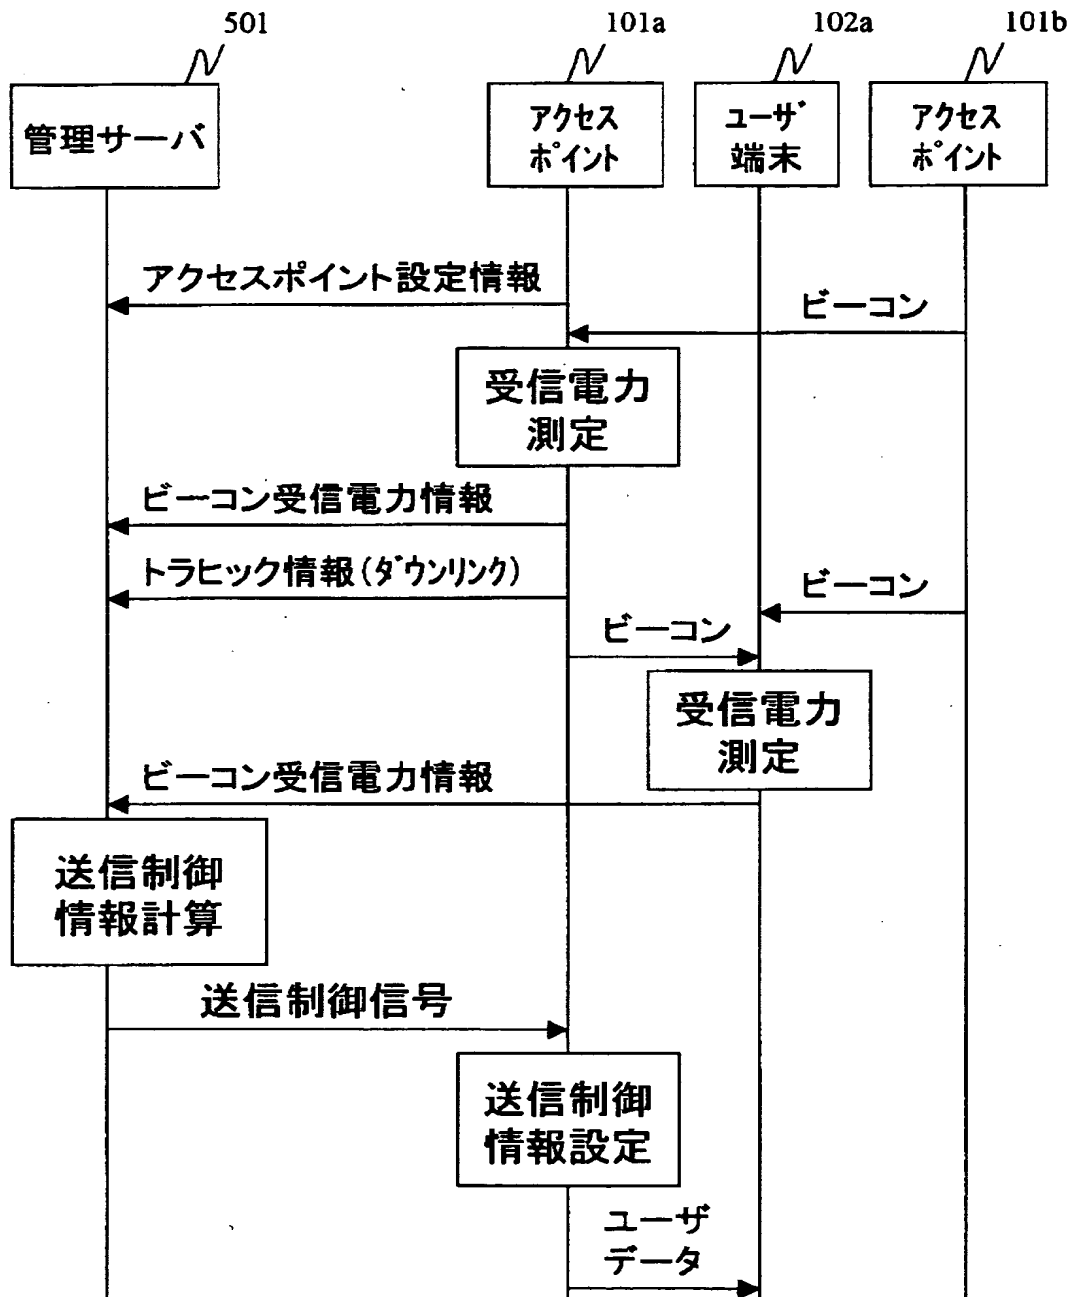 501
101a
102a
101b
管理サーバ
アクセス
ポイント
ユーザ
端末
アクセス
ポイント
アクセスポイント設定情報
ビーコン
受信電力
測定
ビーコン受信電力情報
トラヒック情報(ダウンリンク)
ビーコン
ビーコン
受信電力
測定
ビーコン受信電力情報
送信制御
情報計算
送信制御信号
送信制御
情報設定
ユーザ
データ